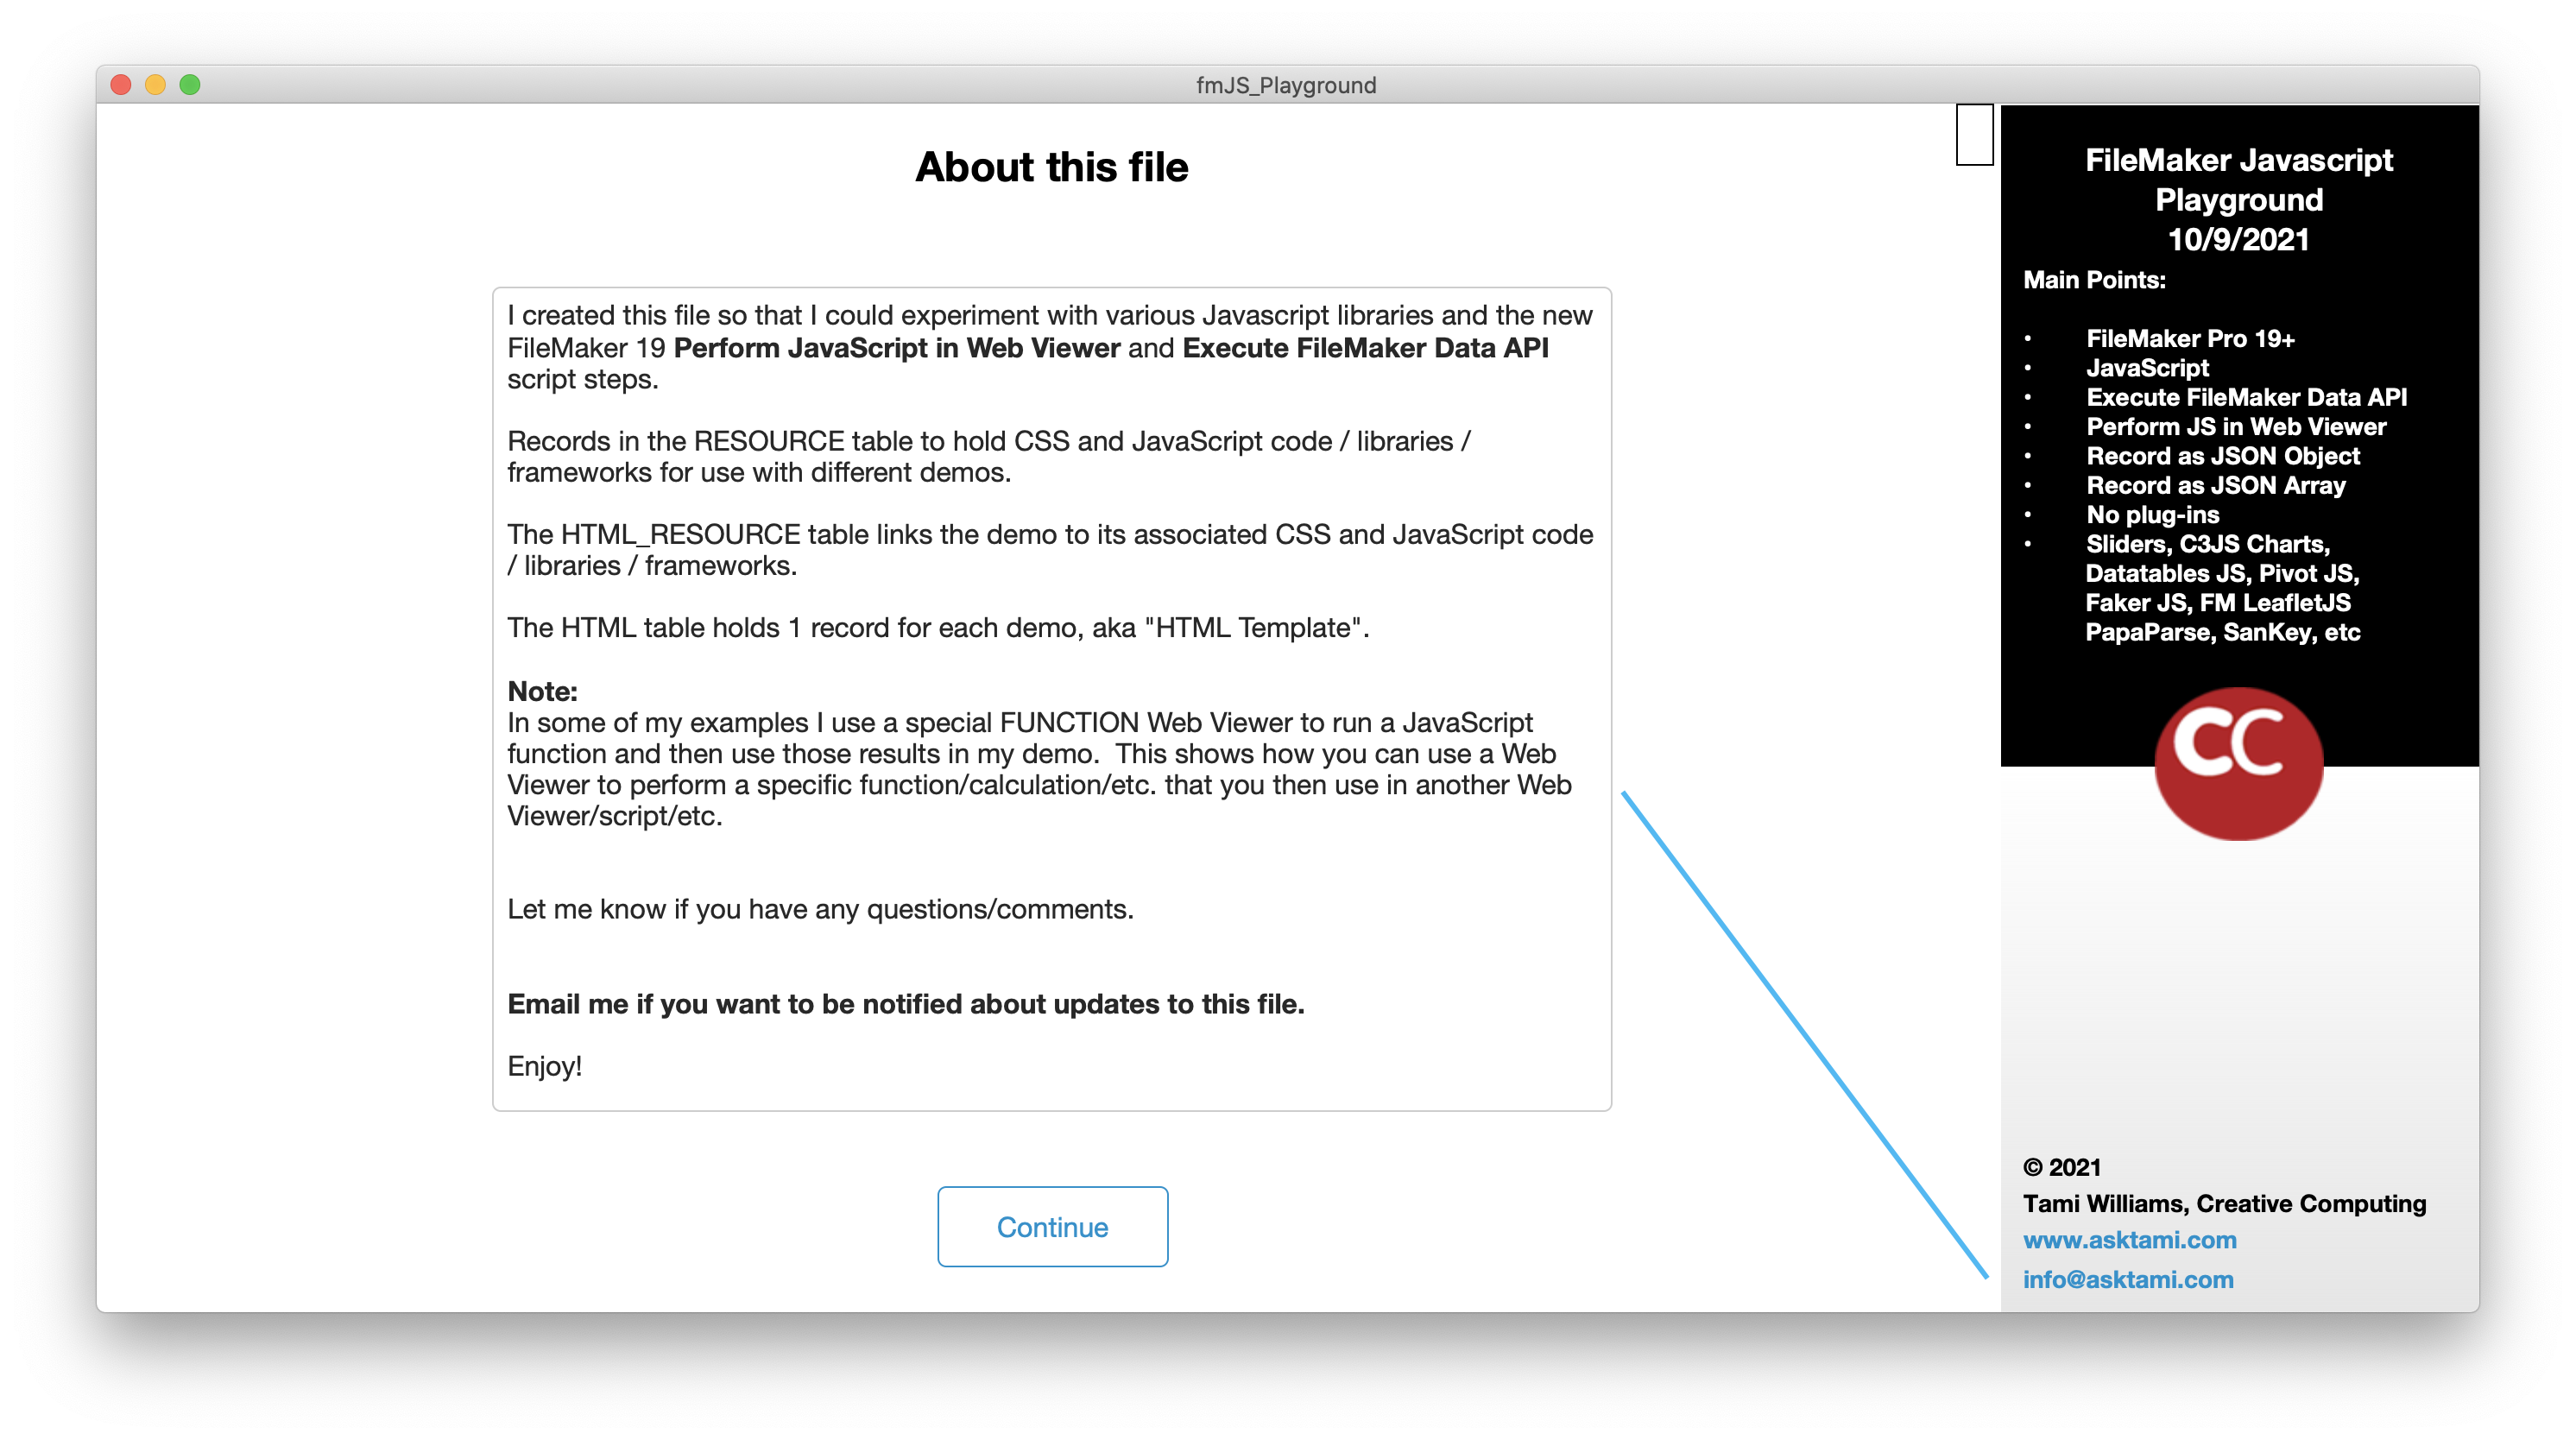 fmJS_Playground
About this file
I created this file so that I could experiment with various Javascript libraries and the new
FileMaker 19 Perform JavaScript in Web Viewer and Execute FileMaker Data API
script steps.
Records in the RESOURCE table to hold CSS and JavaScript code / libraries /
frameworks for use with different demos.
The HTML_RESOURCE table links the demo to its associated CSS and JavaScript code
/ libraries / frameworks.
The HTML table holds 1 record for each demo, aka "HTML Template".
Note:
In some of my examples I use a special FUNCTION Web Viewer to run a JavaScript
function and then use those results in my demo.  This shows how you can use a Web
Viewer to perform a specific function/calculation/etc. that you then use in another Web
Viewer/script/etc.
Let me know if you have any questions/comments.
Email me if you want to be notified about updates to this file.
Enjoy!
Continue
FileMaker Javascript
Playground
10/9/2021
Main Points:
• FileMaker Pro 19+
• JavaScript
• Execute FileMaker Data API
• Perform JS in Web Viewer
• Record as JSON Object
• Record as JSON Array
• No plug-ins
• Sliders, C3JS Charts,
Datatables JS, Pivot JS,
Faker JS, FM LeafletJS
PapaParse, SanKey, etc
CC
© 2021
Tami Williams, Creative Computing
www.asktami.com
info@asktami.com